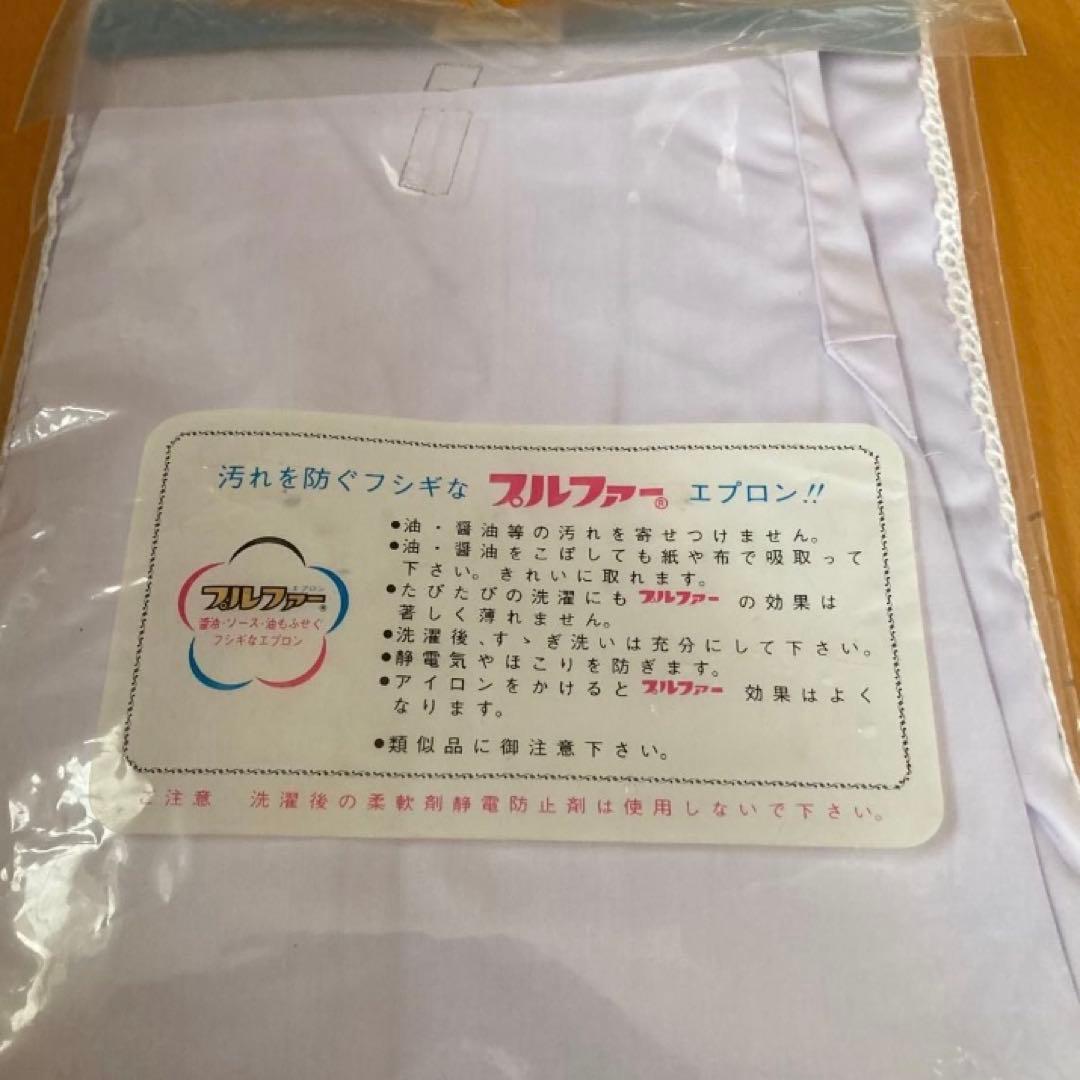 汚れを防ぐフシギな プルファー® エプロン!!
●油・醤油等の汚れを寄せつけません。
●油・醤油をこぼしても紙や布で吸取って
下さい。きれいに取れます。
●たびたびの洗濯にもプルファーの効果は
著しく薄れません。
●洗濯後、すゝぎ洗いは充分にして下さい。
●静電気やほこりを防ぎます。
●アイロンをかけるとプルファー効果はよく
なります。
●類似品に御注意下さい。
エプロン
プルファー®
醤油・ソース・油もふせぐ
フシギなエプロン
ご注意 洗濯後の柔軟剤静電防止剤は使用しないで下さい。